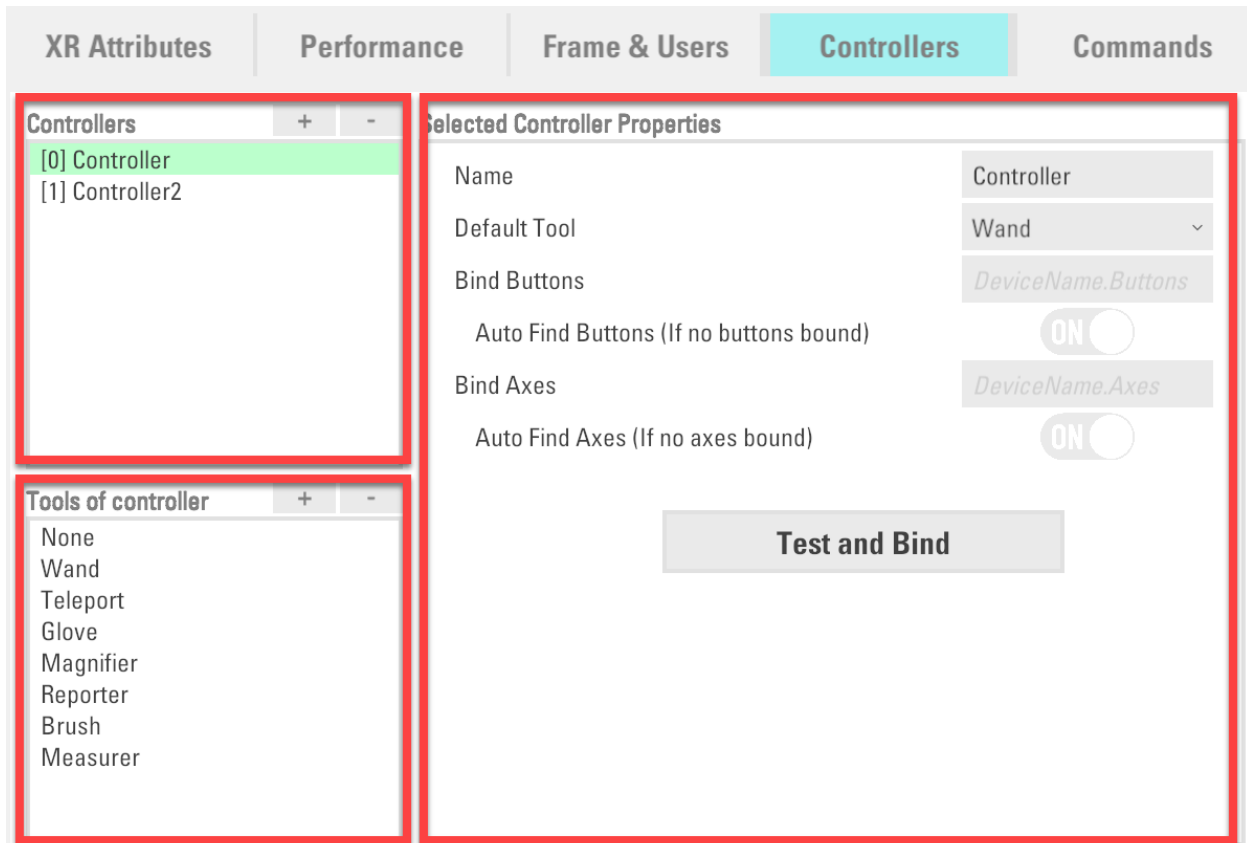 XR Attributes Performance Frame & Users Controllers Commands
Controllers + -
[0] Controller
[1] Controller2
Tools of controller + -
None
Wand
Teleport
Glove
Magnifier
Reporter
Brush
Measurer
Selected Controller Properties
Name Controller
Default Tool Wand
Bind Buttons DeviceName.Buttons
Auto Find Buttons (If no buttons bound) ON
Bind Axes DeviceName.Axes
Auto Find Axes (If no axes bound) ON
Test and Bind